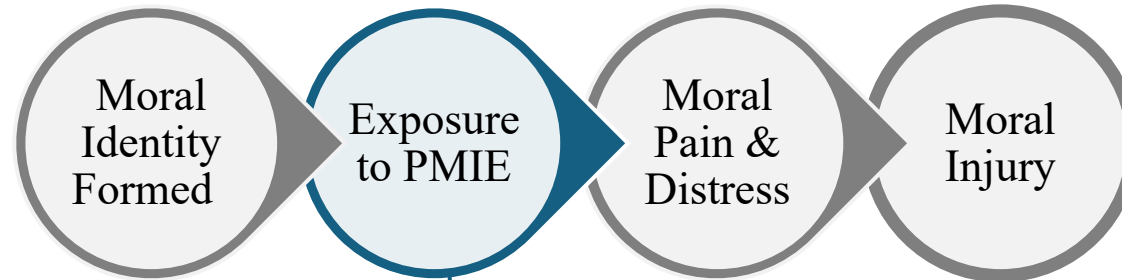 Moral
Identity
Formed
Exposure
to PMIE
Moral
Pain &
Distress
Moral
Injury